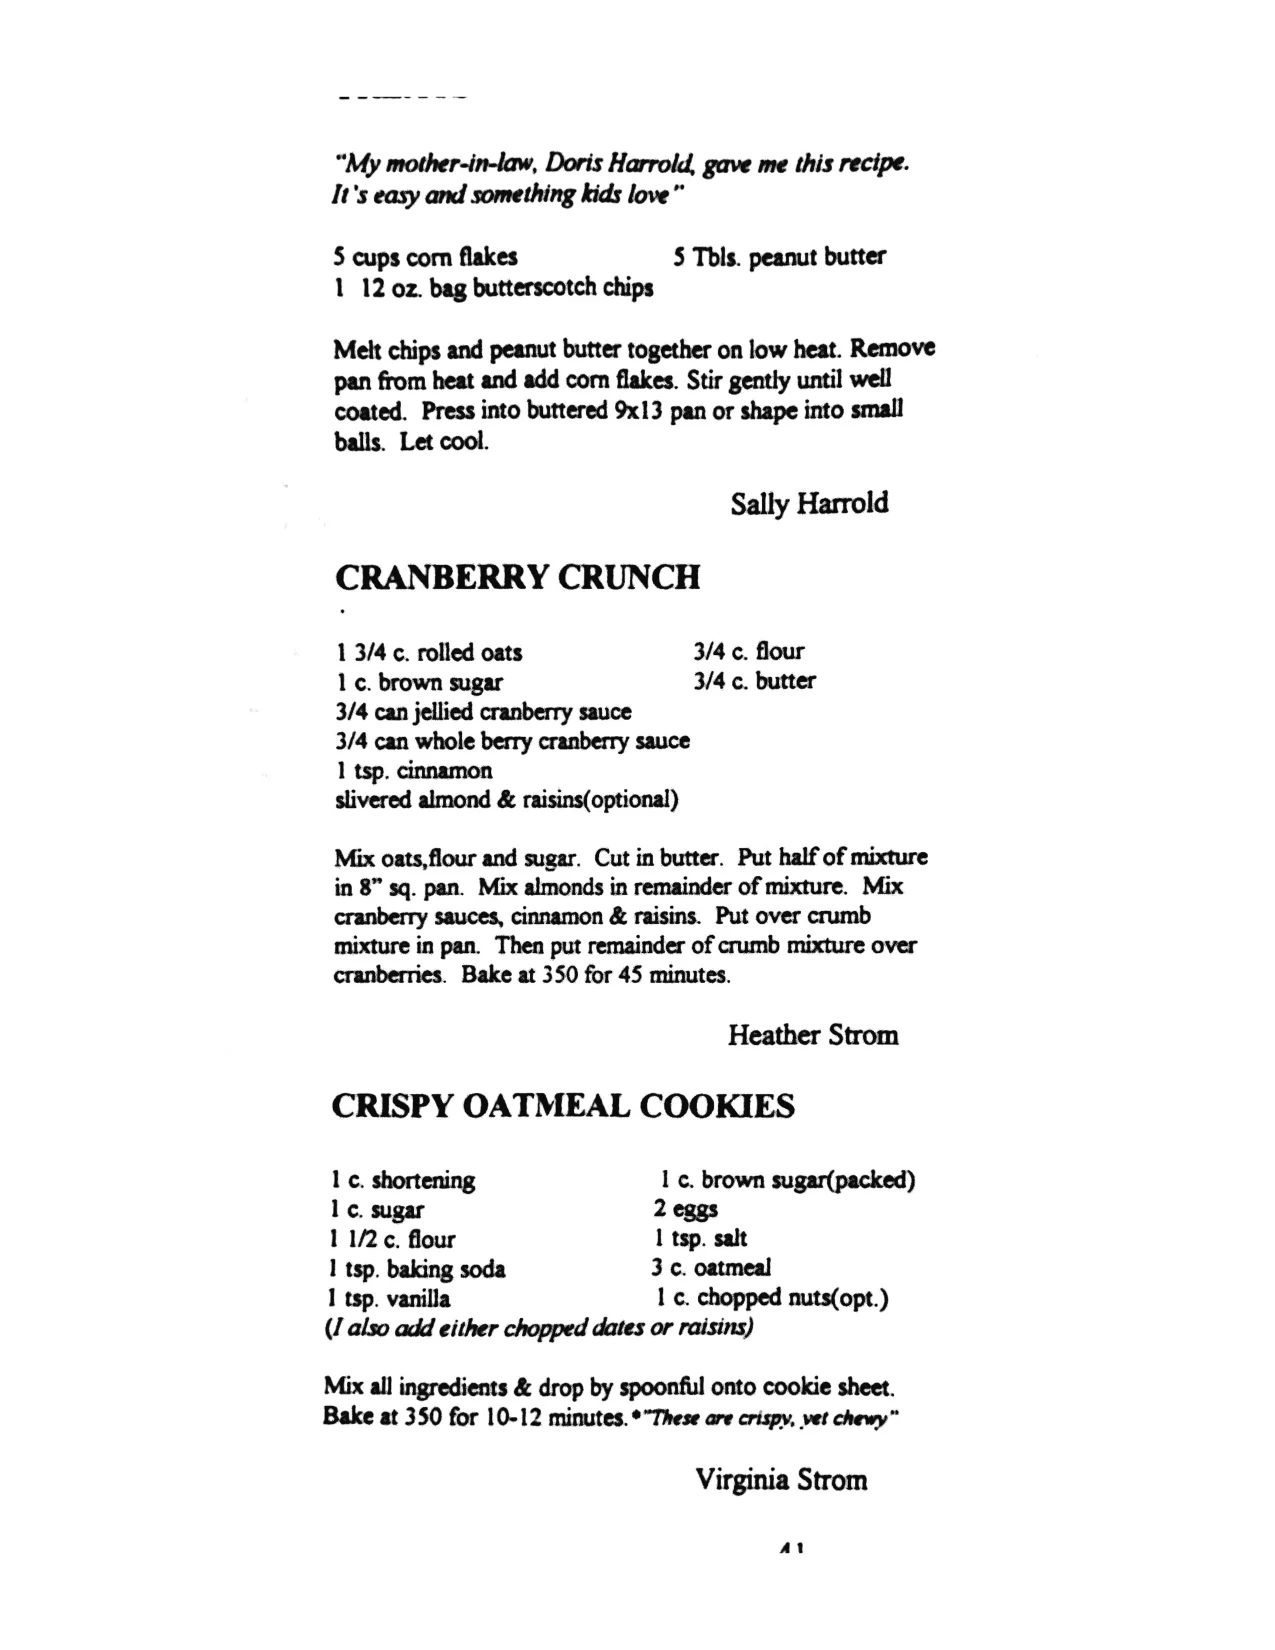 "My mother-in-law, Doris Harrold, gave me this recipe.
It's easy and something kids love"
5 cups corn flakes 5 Tbls. peanut butter
1 12 oz. bag butterscotch chips
Melt chips and peanut butter together on low heat. Remove
pan from heat and add corn flakes. Stir gently until well
coated. Press into buttered 9x13 pan or shape into small
balls. Let cool.
Sally Harrold
CRANBERRY CRUNCH
1 3/4 c. rolled oats 3/4 c. flour
1 c. brown sugar 3/4 c. butter
3/4 can jellied cranberry sauce
3/4 can whole berry cranberry sauce
1 tsp. cinnamon
slivered almond & raisins(optional)
Mix oats,flour and sugar. Cut in butter. Put half of mixture
in 8" sq. pan. Mix almonds in remainder of mixture. Mix
cranberry sauces, cinnamon & raisins. Put over crumb
mixture in pan. Then put remainder of crumb mixture over
cranberries. Bake at 350 for 45 minutes.
Heather Strom
CRISPY OATMEAL COOKIES
1 c. shortening 1 c. brown sugar(packed)
1 c. sugar 2 eggs
1 1/2 c. flour 1 tsp. salt
1 tsp. baking soda 3 c. oatmeal
1 tsp. vanilla 1 c. chopped nuts(opt.)
(I also add either chopped dates or raisins)
Mix all ingredients & drop by spoonful onto cookie sheet.
Bake at 350 for 10-12 minutes.*"These are crispy, yet chewy"
Virginia Strom